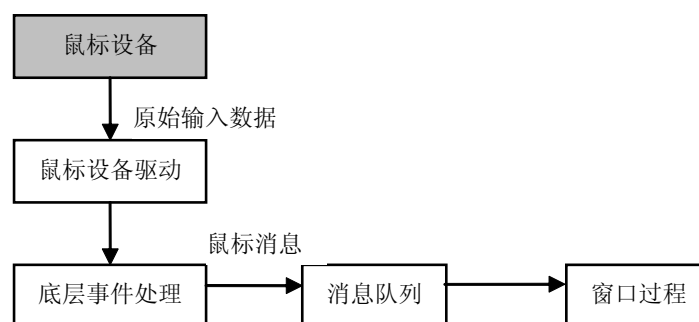 鼠标设备
原始输入数据
鼠标设备驱动
鼠标消息
底层事件处理
消息队列
窗口过程